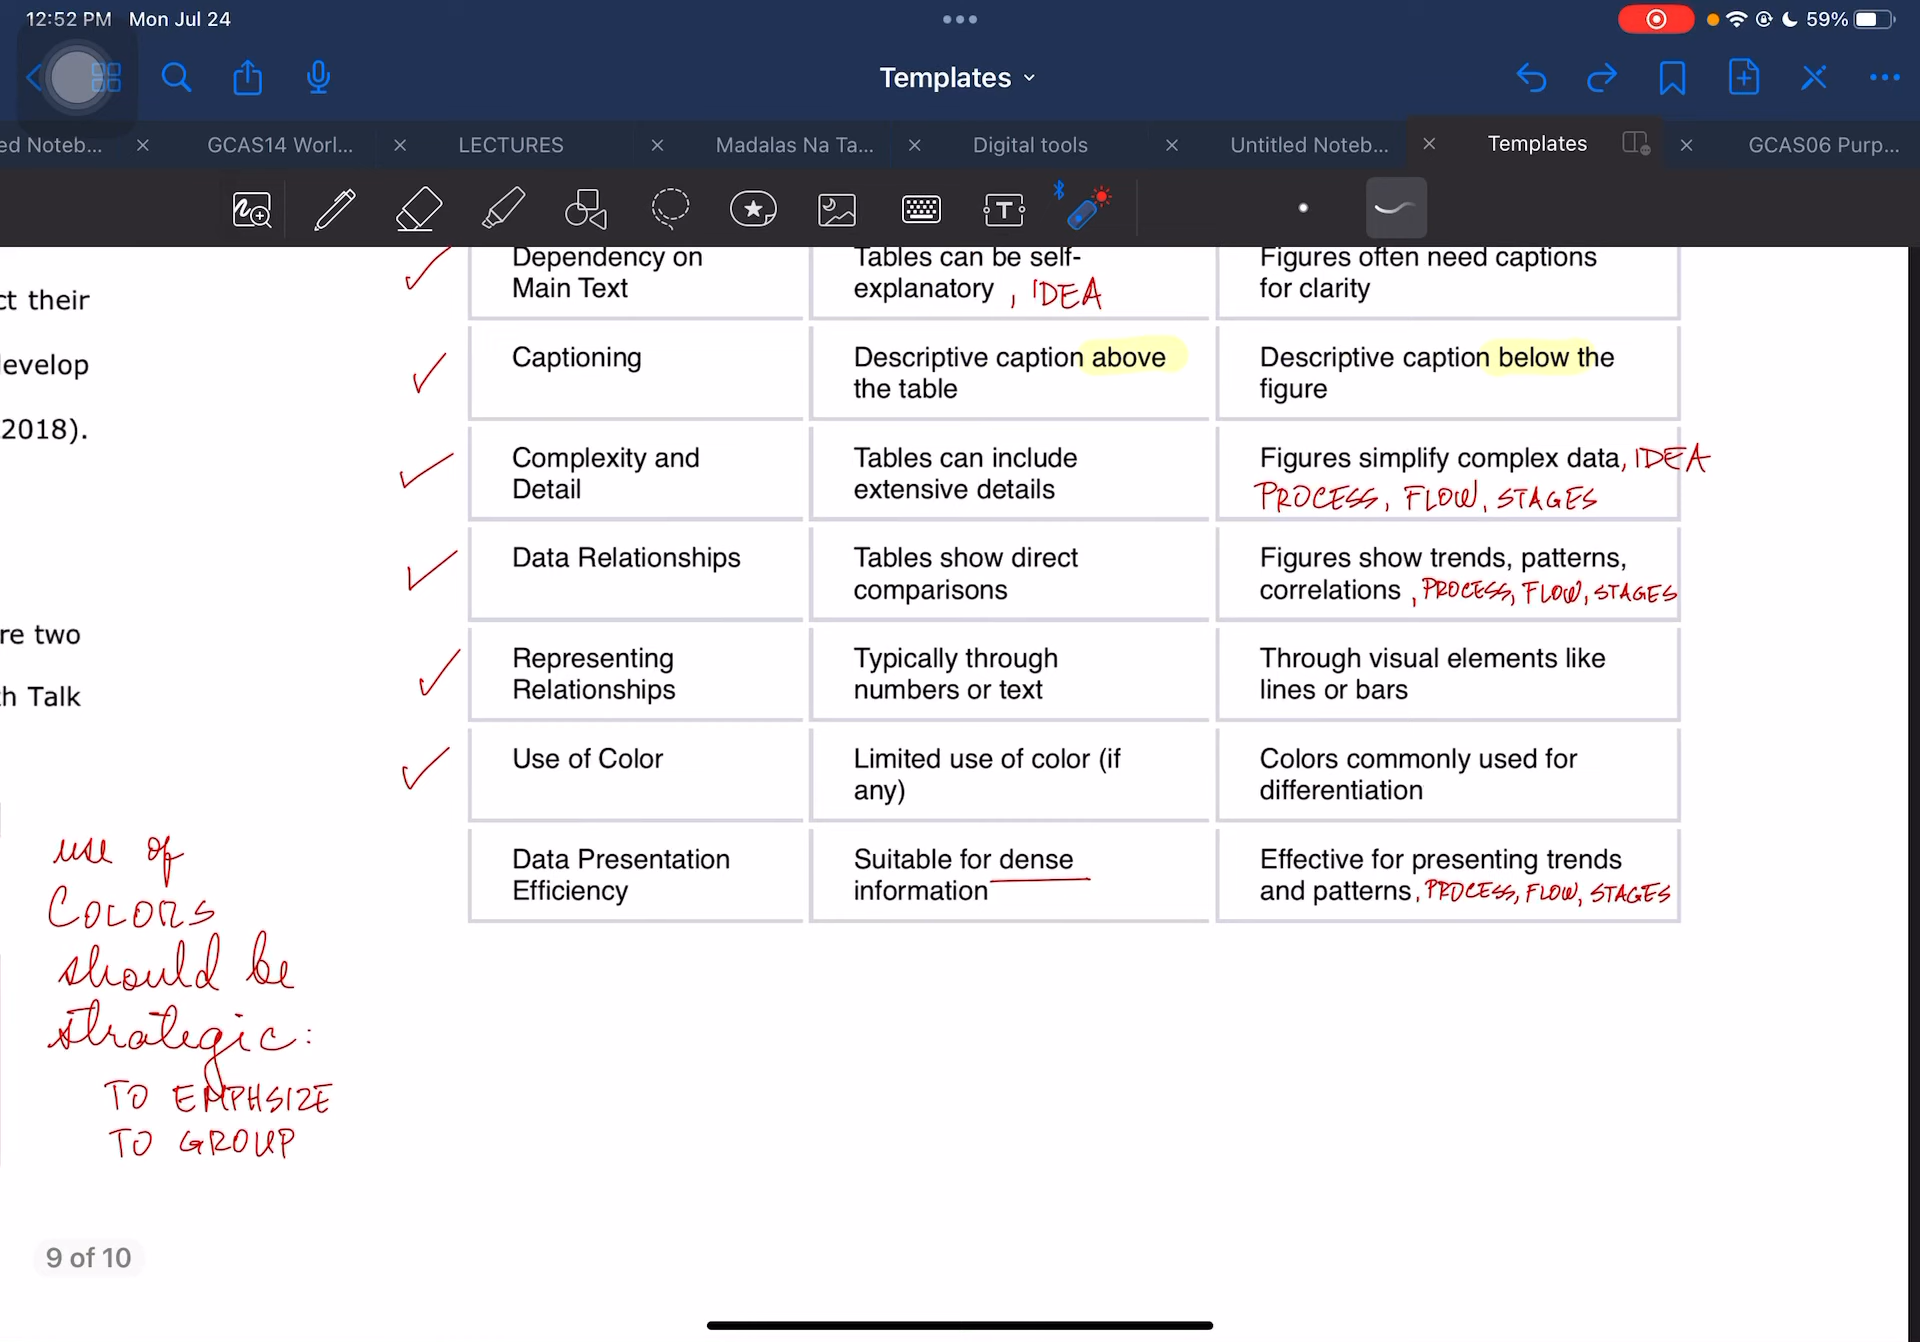 12:52 PM Mon Jul 24
59%
Templates
ed Noteb...
GCAS14 Worl...
LECTURES
Madalas Na Ta...
Digital tools
Untitled Noteb...
Templates
GCAS06 Purp...
ct their
develop
2018).
re two
h Talk
Dependency on
Main Text
Tables can be self-
explanatory , IDEA
Figures often need captions
for clarity
Captioning
Descriptive caption above
the table
Descriptive caption below the
figure
Complexity and
Detail
Tables can include
extensive details
Figures simplify complex data, IDEA
PROCESS, FLOW, STAGES
Data Relationships
Tables show direct
comparisons
Figures show trends, patterns,
correlations , PROCESS, FLOW, STAGES
Representing
Relationships
Typically through
numbers or text
Through visual elements like
lines or bars
Use of Color
Limited use of color (if
any)
Colors commonly used for
differentiation
Data Presentation
Efficiency
Suitable for dense
information
Effective for presenting trends
and patterns, PROCESS, FLOW, STAGES
use of
COLORS
should be
strategic:
TO EMPHSIZE
TO GROUP
9 of 10